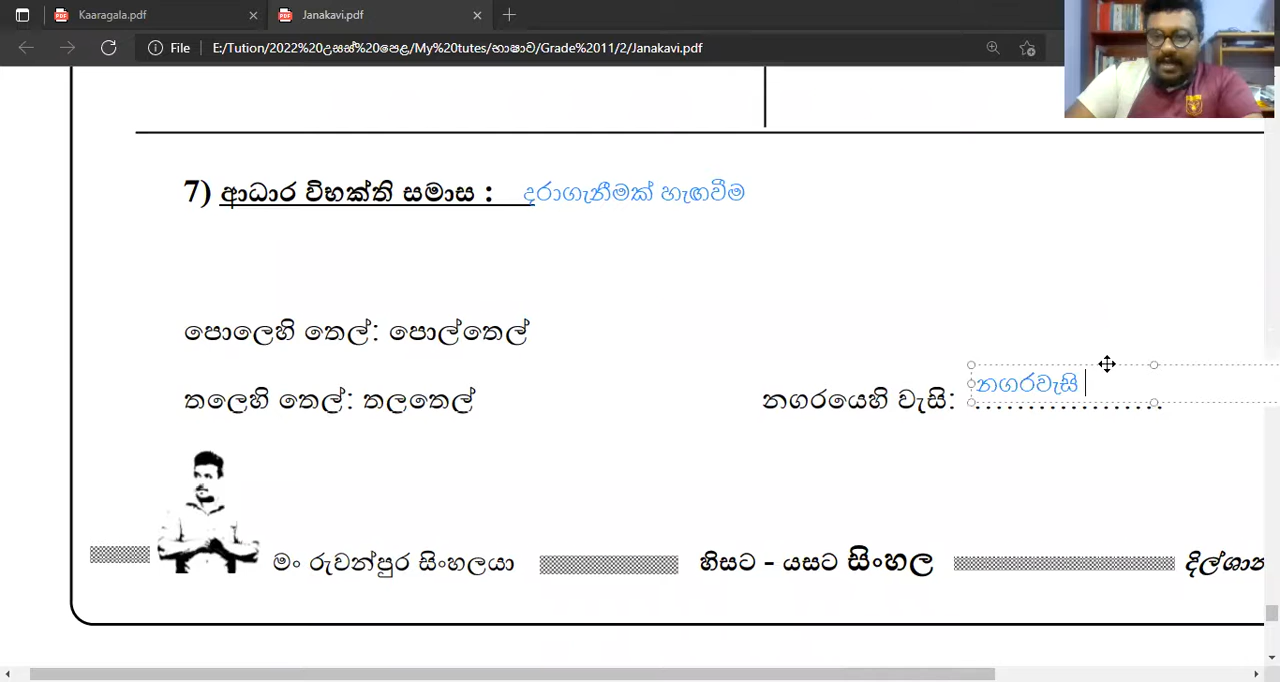 Kaaragala.pdf
Janakavi.pdf
File E:/Tution/2022%20උසස්%20පෙළ/My%20tutes/භාෂාව/Grade%2011/2/Janakavi.pdf
7) ආධාර විභක්ති සමාස : දරාගැනීමක් හැඟවීම
පොලෙහි තෙල්: පොල්තෙල්
තලෙහි තෙල්: තලතෙල්
නගරයෙහි වැසි: නගරවැසි
මං රුවන්පුර සිංහලයා
හිසට - යසට සිංහල
දිල්ශාන